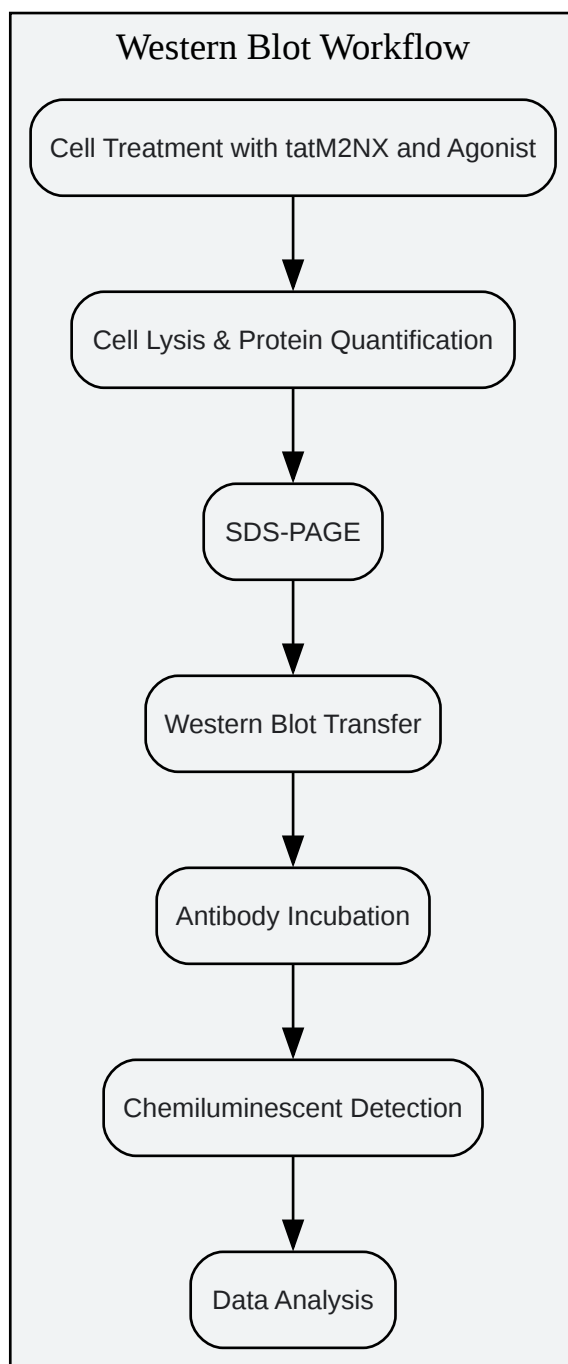 Western Blot Workflow
Cell Treatment with tatM2NX and Agonist
Cell Lysis & Protein Quantification
SDS-PAGE
Western Blot Transfer
Antibody Incubation
Chemiluminescent Detection
Data Analysis